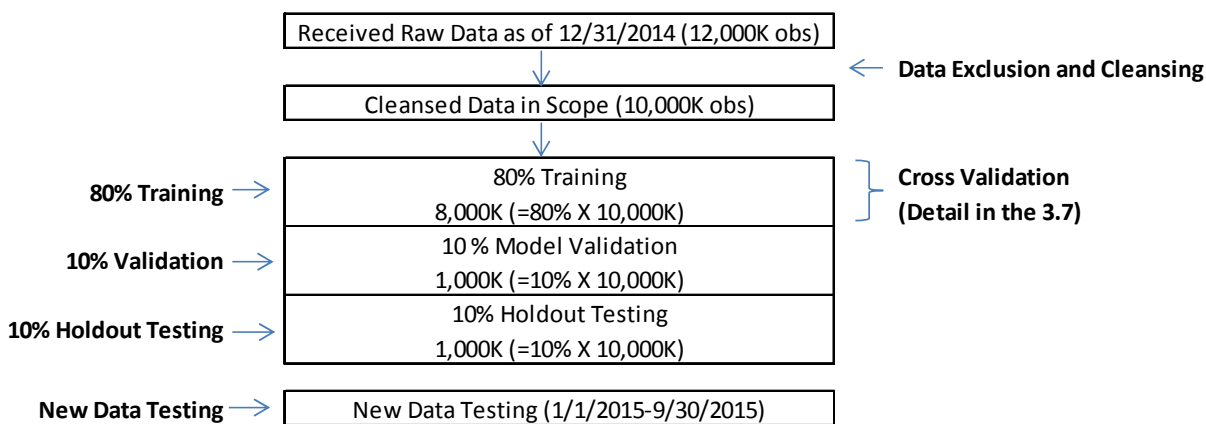 Received Raw Data as of 12/31/2014 (12,000K obs)
Data Exclusion and Cleansing
Cleansed Data in Scope (10,000K obs)
80% Training
80% Training
8,000K (=80% X 10,000K)
Cross Validation
(Detail in the 3.7)
10% Validation
10 % Model Validation
1,000K (=10% X 10,000K)
10% Holdout Testing
10% Holdout Testing
1,000K (=10% X 10,000K)
New Data Testing
New Data Testing (1/1/2015-9/30/2015)